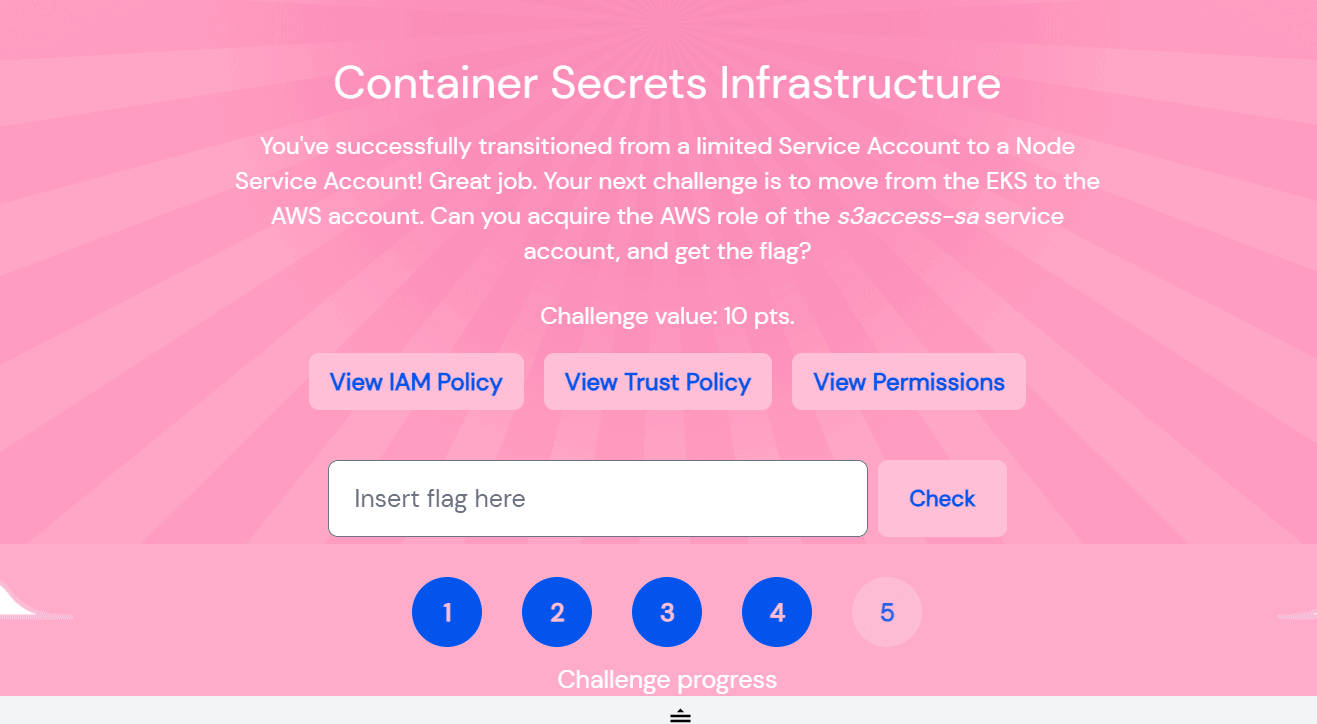 Container Secrets Infrastructure
You've successfully transitioned from a limited Service Account to a Node
Service Account! Great job. Your next challenge is to move from the EKS to the
AWS account. Can you acquire the AWS role of the s3access-sa service
account, and get the flag?
Challenge value: 10 pts.
View IAM Policy
View Trust Policy
View Permissions
Insert flag here
Check
1
2
3
4
5
Challenge progress